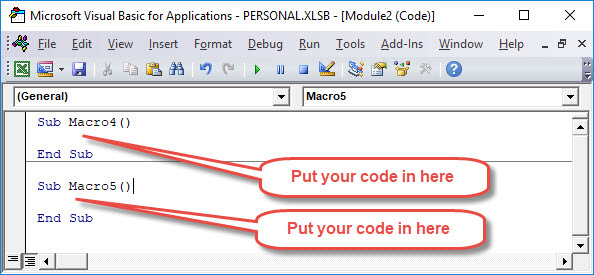 Microsoft Visual Basic for Applications - PERSONAL.XLSB - [Module2 (Code)]
File Edit View Insert Format Debug Run Tools Add-Ins Window Help
(General) Macro5
Sub Macro4()
End Sub
Put your code in here
Sub Macro5()
End Sub
Put your code in here